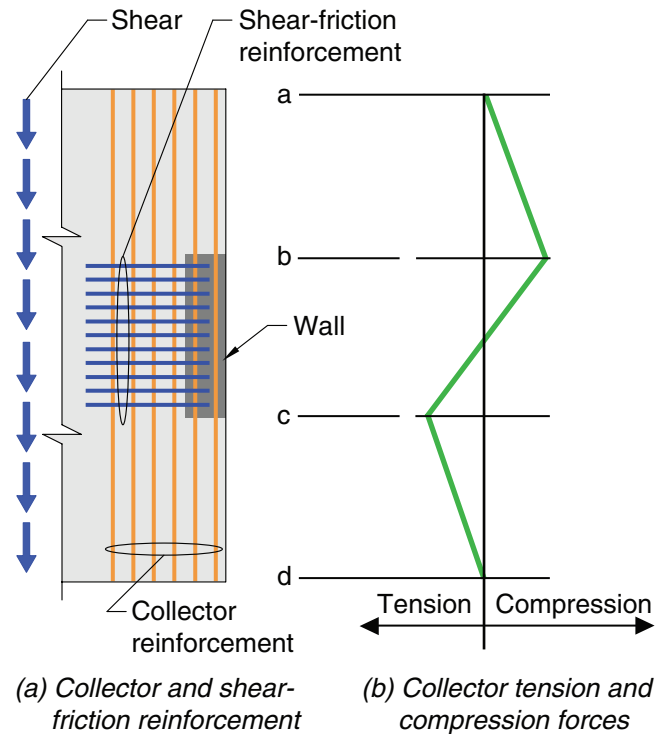 Shear
Shear-friction
reinforcement
Wall
Collector
reinforcement
(a) Collector and shear-
friction reinforcement
a
b
c
d
Tension
Compression
(b) Collector tension and
compression forces